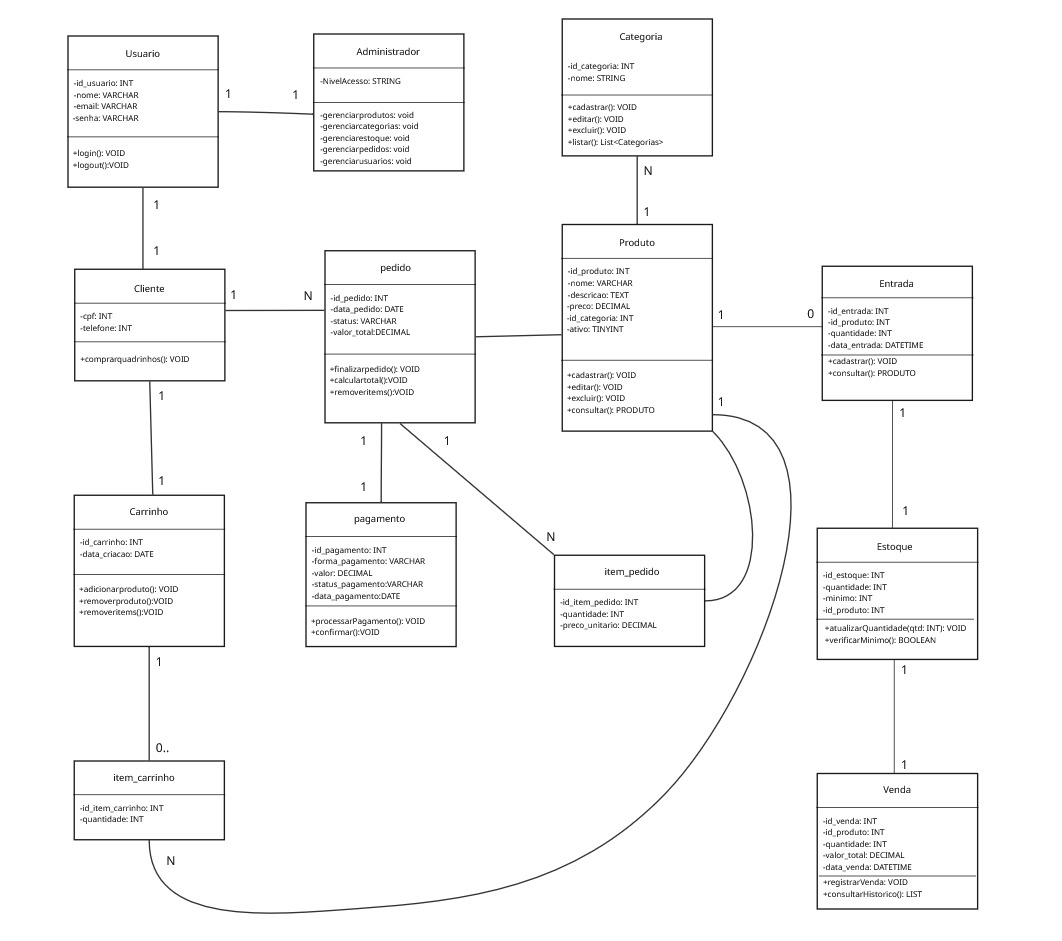 Usuario
-id_usuario: INT
-nome: VARCHAR
-email: VARCHAR
-senha: VARCHAR
+login(): VOID
+logout():VOID
1
1
Administrador
-NivelAcesso: STRING
-gerenciarprodutos: void
-gerenciarcategorias: void
-gerenciarestoque: void
-gerenciarpedidos: void
-gerenciarusuarios: void
Categoria
-id_categoria: INT
-nome: STRING
+cadastrar(): VOID
+editar(): VOID
+excluir(): VOID
+listar(): List<Categorias>
N
1
1
1
Cliente
-cpf: INT
-telefone: INT
+comprarquadrinhos(): VOID
1
N
pedido
-id_pedido: INT
-data_pedido: DATE
-status: VARCHAR
-valor_total:DECIMAL
+finalizarpedido(): VOID
+calculartotal():VOID
+removeritems():VOID
Produto
-id_produto: INT
-nome: VARCHAR
-descricao: TEXT
-preco: DECIMAL
-id_categoria: INT
-ativo: TINYINT
+cadastrar(): VOID
+editar(): VOID
+excluir(): VOID
+consultar(): PRODUTO
1
0
1
Entrada
-id_entrada: INT
-id_produto: INT
-quantidade: INT
-data_entrada: DATETIME
+cadastrar(): VOID
+consultar(): PRODUTO
1
1
1
1
Carrinho
-id_carrinho: INT
-data_criacao: DATE
+adicionarproduto(): VOID
+removerproduto():VOID
+removeritems():VOID
1
1
1
N
pagamento
-id_pagamento: INT
-forma_pagamento: VARCHAR
-valor: DECIMAL
-status_pagamento:VARCHAR
-data_pagamento:DATE
+processarPagamento(): VOID
+confirmar():VOID
item_pedido
-id_item_pedido: INT
-quantidade: INT
-preco_unitario: DECIMAL
Estoque
-id_estoque: INT
-quantidade: INT
-minimo: INT
-id_produto: INT
+atualizarQuantidade(qtd: INT): VOID
+verificarMinimo(): BOOLEAN
1
1
1
0..
item_carrinho
-id_item_carrinho: INT
-quantidade: INT
N
Venda
-id_venda: INT
-id_produto: INT
-quantidade: INT
-valor_total: DECIMAL
-data_venda: DATETIME
+registrarVenda: VOID
+consultarHistorico(): LIST